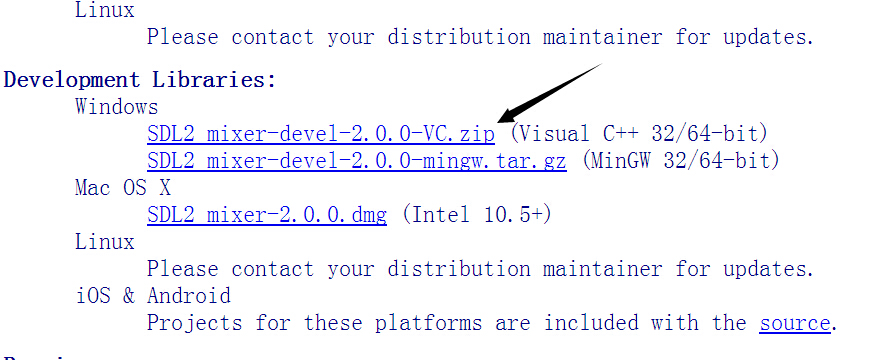 Linux
Please contact your distribution maintainer for updates.
Development Libraries:
Windows
SDL2_mixer-devel-2.0.0-VC.zip (Visual C++ 32/64-bit)
SDL2_mixer-devel-2.0.0-mingw.tar.gz (MinGW 32/64-bit)
Mac OS X
SDL2_mixer-2.0.0.dmg (Intel 10.5+)
Linux
Please contact your distribution maintainer for updates.
iOS & Android
Projects for these platforms are included with the source.